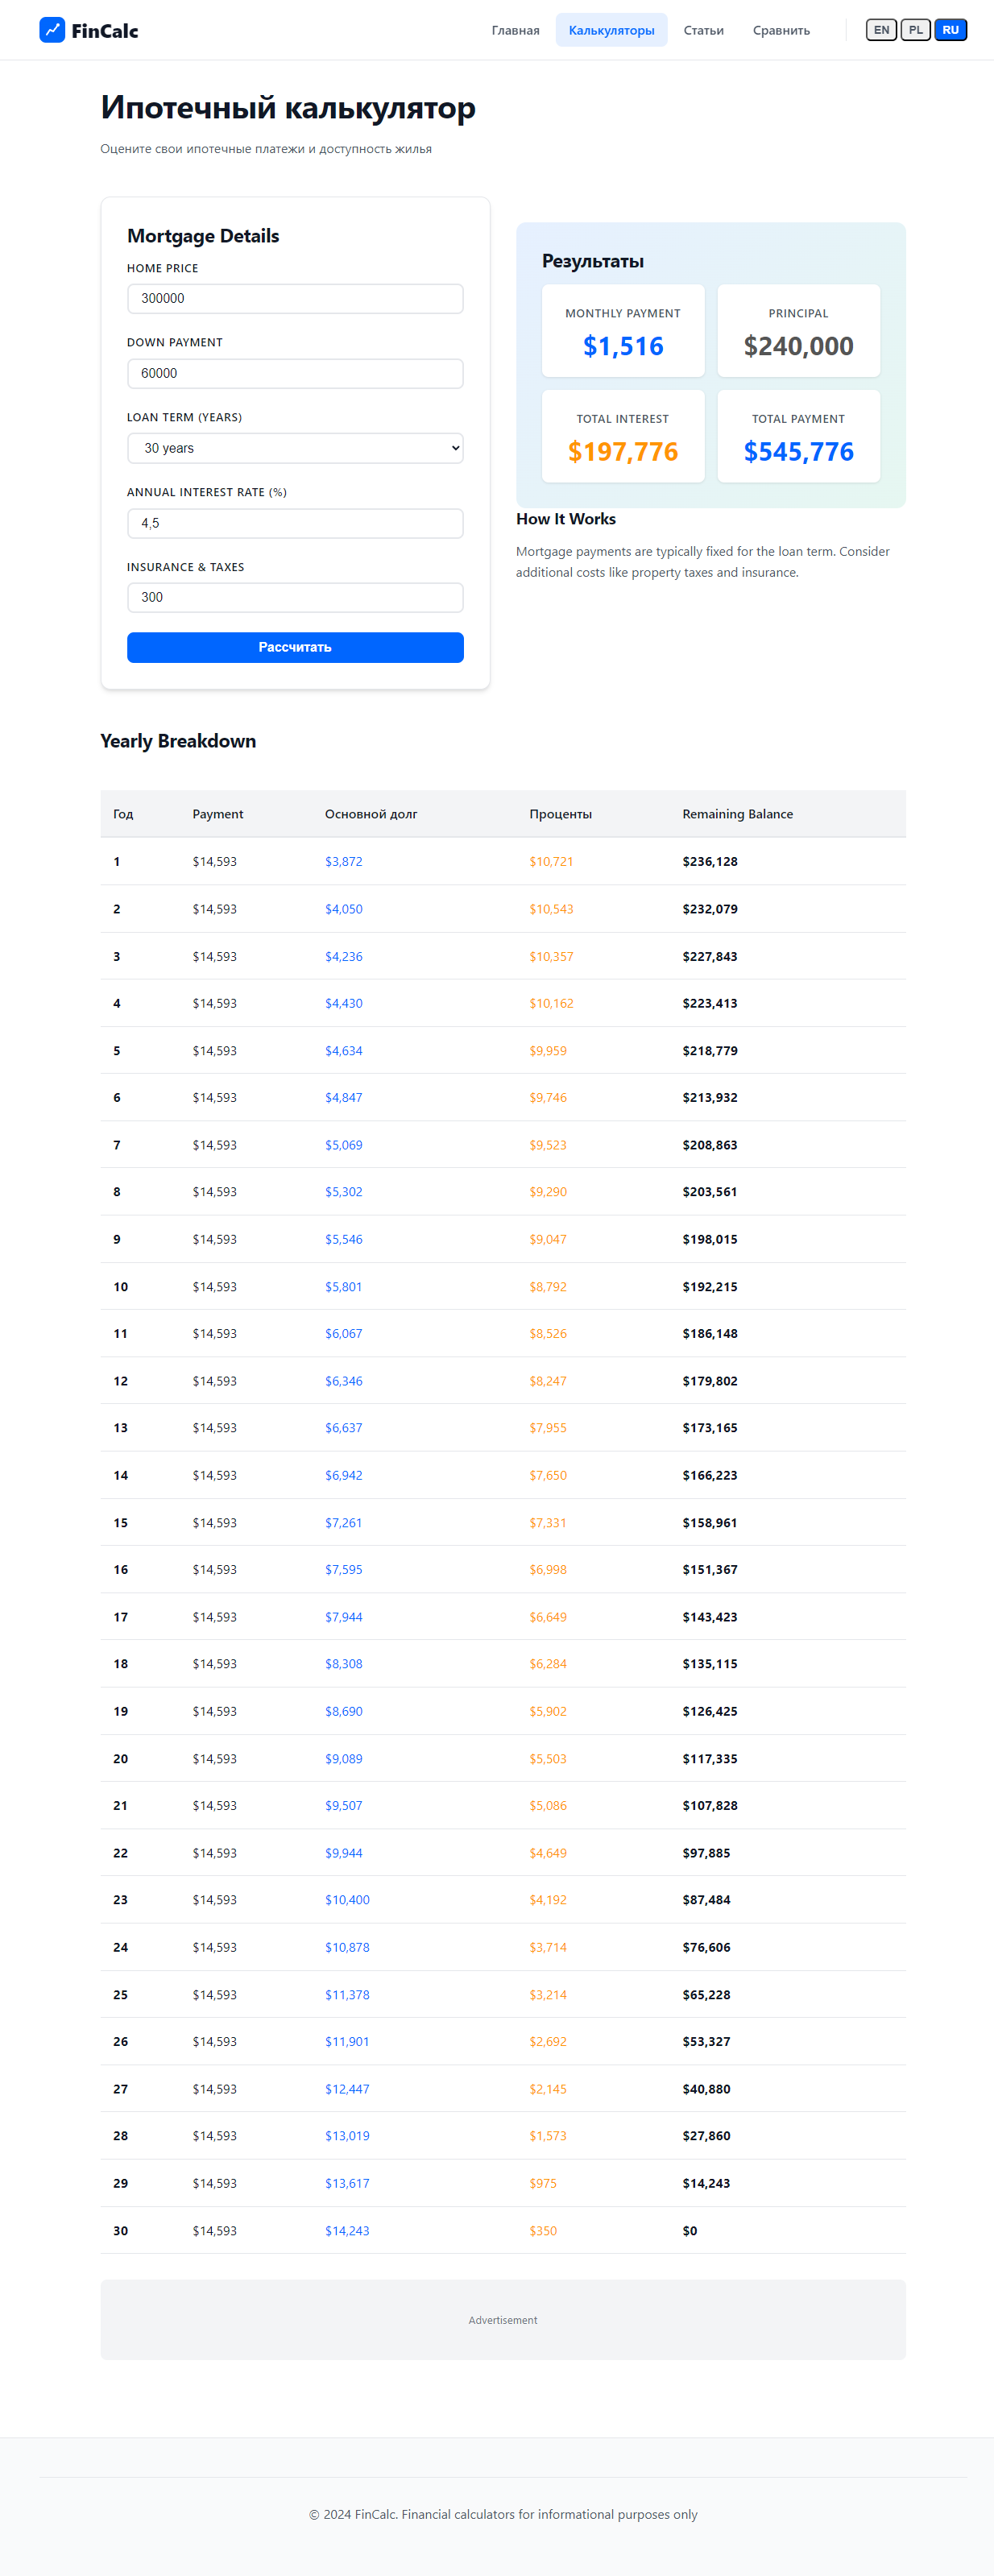 FinCalc Главная Калькуляторы Статьи Сравнить EN PL RU
Ипотечный калькулятор
Оцените свои ипотечные платежи и доступность жилья
Mortgage Details
HOME PRICE
300000
DOWN PAYMENT
60000
LOAN TERM (YEARS)
30 years
ANNUAL INTEREST RATE (%)
4,5
INSURANCE & TAXES
300
Рассчитать
Результаты
MONTHLY PAYMENT
$1,516
PRINCIPAL
$240,000
TOTAL INTEREST
$197,776
TOTAL PAYMENT
$545,776
How It Works
Mortgage payments are typically fixed for the loan term. Consider
additional costs like property taxes and insurance.
Yearly Breakdown
Год Payment Основной долг Проценты Remaining Balance
1 $14,593 $3,872 $10,721 $236,128
2 $14,593 $4,050 $10,543 $232,079
3 $14,593 $4,236 $10,357 $227,843
4 $14,593 $4,430 $10,162 $223,413
5 $14,593 $4,634 $9,959 $218,779
6 $14,593 $4,847 $9,746 $213,932
7 $14,593 $5,069 $9,523 $208,863
8 $14,593 $5,302 $9,290 $203,561
9 $14,593 $5,546 $9,047 $198,015
10 $14,593 $5,801 $8,792 $192,215
11 $14,593 $6,067 $8,526 $186,148
12 $14,593 $6,346 $8,247 $179,802
13 $14,593 $6,637 $7,955 $173,165
14 $14,593 $6,942 $7,650 $166,223
15 $14,593 $7,261 $7,331 $158,961
16 $14,593 $7,595 $6,998 $151,367
17 $14,593 $7,944 $6,649 $143,423
18 $14,593 $8,308 $6,284 $135,115
19 $14,593 $8,690 $5,902 $126,425
20 $14,593 $9,089 $5,503 $117,335
21 $14,593 $9,507 $5,086 $107,828
22 $14,593 $9,944 $4,649 $97,885
23 $14,593 $10,400 $4,192 $87,484
24 $14,593 $10,878 $3,714 $76,606
25 $14,593 $11,378 $3,214 $65,228
26 $14,593 $11,901 $2,692 $53,327
27 $14,593 $12,447 $2,145 $40,880
28 $14,593 $13,019 $1,573 $27,860
29 $14,593 $13,617 $975 $14,243
30 $14,593 $14,243 $350 $0
Advertisement
© 2024 FinCalc. Financial calculators for informational purposes only